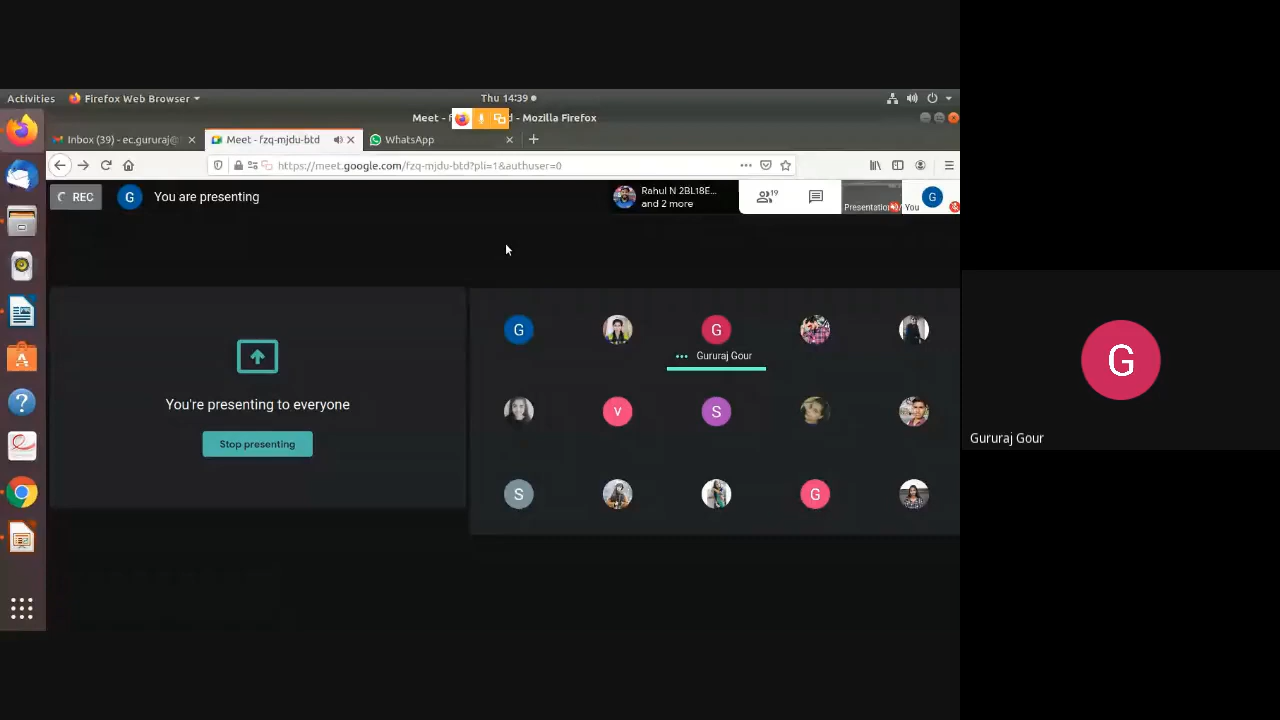 Activities
Firefox Web Browser
Thu 14:39
Meet - f
d - Mozilla Firefox
Inbox (39) - ec.gururaj@
Meet - fzq-mjdu-btd
WhatsApp
https://meet.google.com/fzq-mjdu-btd?pli=1&authuser=0
REC
G
You are presenting
Rahul N 2BL18E...
and 2 more
19
Presentation
You
G
G
G
Gururaj Gour
You're presenting to everyone
Stop presenting
V
S
S
G
G
Gururaj Gour